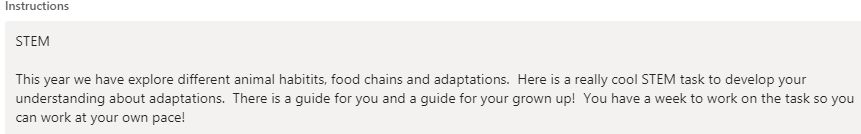 Instructions
STEM
This year we have explore different animal habitits, food chains and adaptations.  Here is a really cool STEM task to develop your
understanding about adaptations.  There is a guide for you and a guide for your grown up!  You have a week to work on the task so you
can work at your own pace!